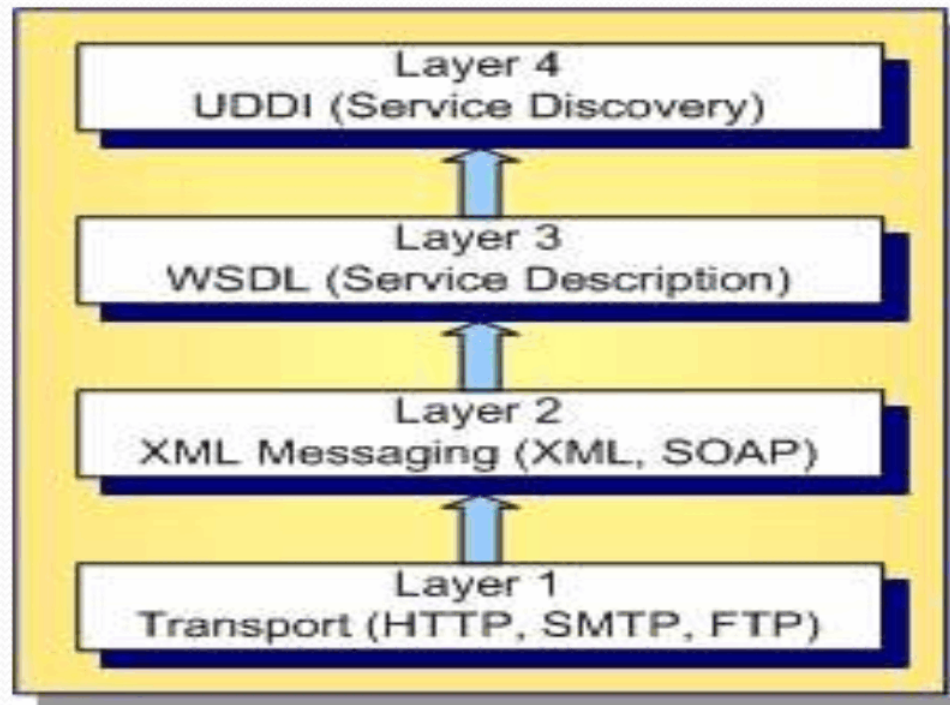 Layer 4
UDDI (Service Discovery)
Layer 3
WSDL (Service Description)
Layer 2
XML Messaging (XML, SOAP)
Layer 1
Transport (HTTP, SMTP, FTP)